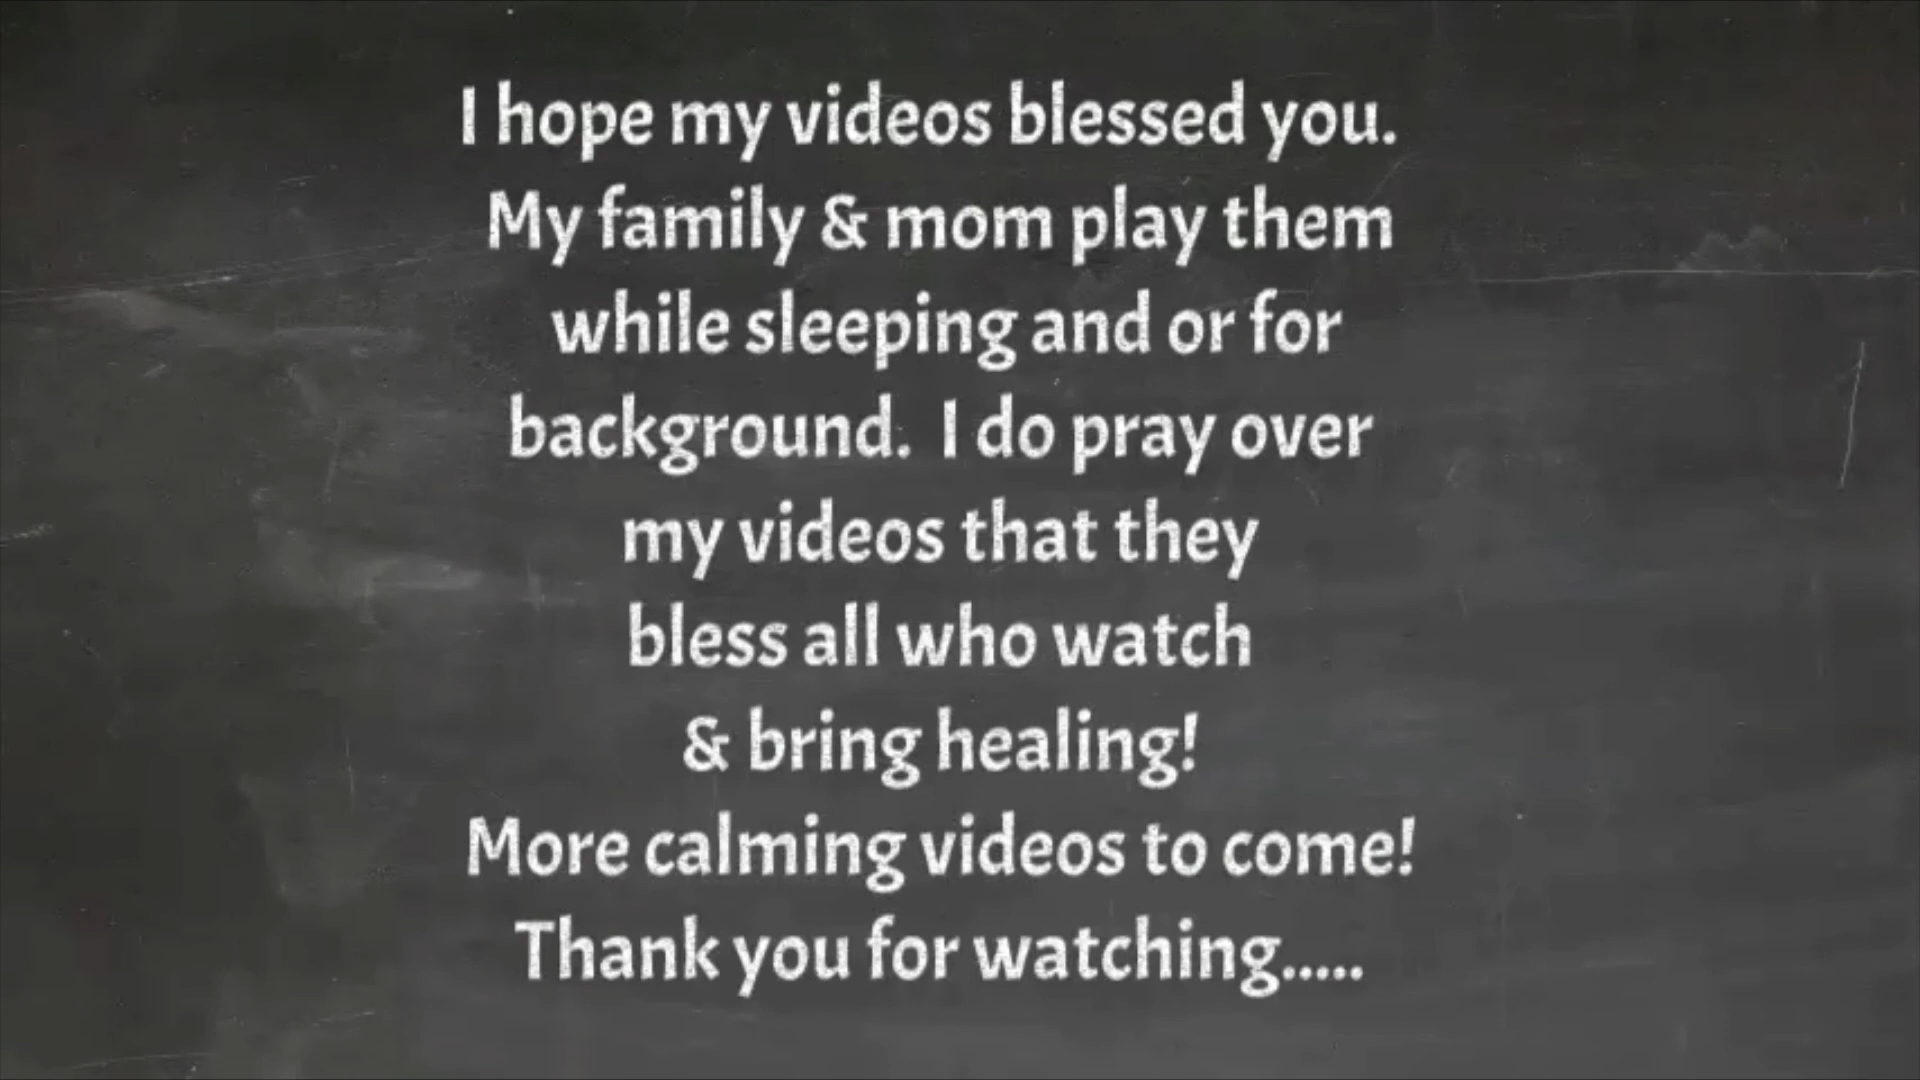 I hope my videos blessed you.
My family & mom play them
while sleeping and or for
background.  I do pray over
my videos that they
bless all who watch
& bring healing!
More calming videos to come!
Thank you for watching.....